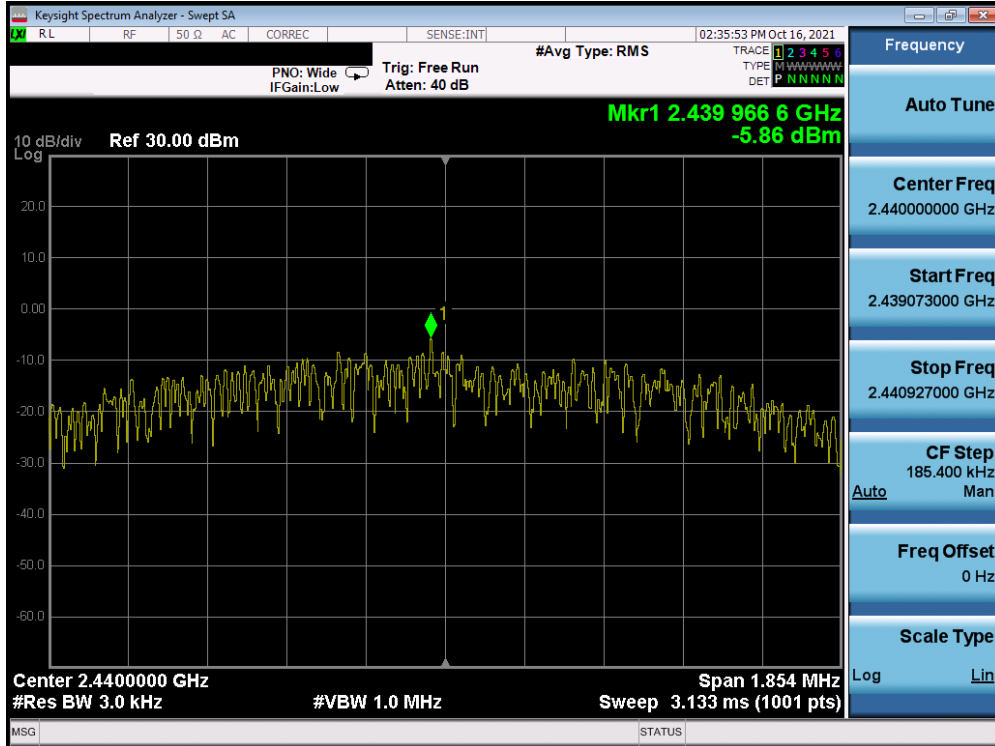 Keysight Spectrum Analyzer - Swept SA
LXI RL RF 50 Ω AC CORREC SENSE:INT 02:35:53 PM Oct 16, 2021
#Avg Type: RMS
TRACE 1 2 3 4 5 6
TYPE M W W W W W
DET P N N N N N
PNO: Wide Trig: Free Run
IFGain:Low Atten: 40 dB
Mkr1 2.439 966 6 GHz
-5.86 dBm
10 dB/div Ref 30.00 dBm
Log
20.0
10.0
0.00
1
-10.0
-20.0
-30.0
-40.0
-50.0
-60.0
Center 2.4400000 GHz Span 1.854 MHz
#Res BW 3.0 kHz #VBW 1.0 MHz Sweep 3.133 ms (1001 pts)
MSG STATUS
Frequency
Auto Tune
Center Freq
2.440000000 GHz
Start Freq
2.439073000 GHz
Stop Freq
2.440927000 GHz
CF Step
185.400 kHz
Auto Man
Freq Offset
0 Hz
Scale Type
Log Lin